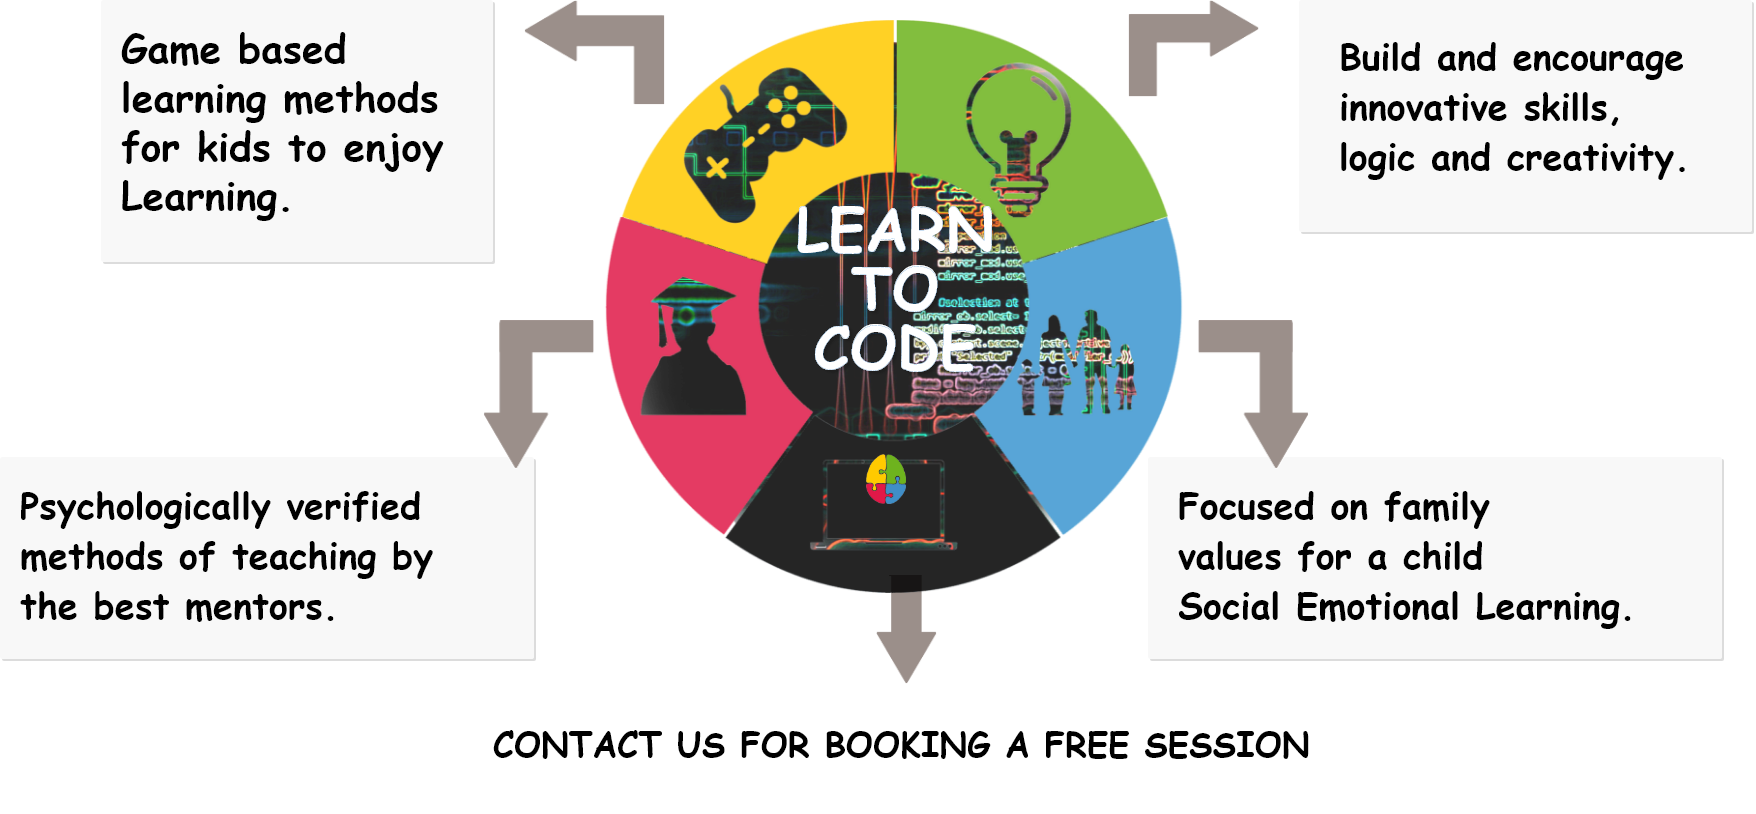 Game based
learning methods
for kids to enjoy
Learning.
Build and encourage
innovative skills,
logic and creativity.
LEARN
TO
CODE
Psychologically verified
methods of teaching by
the best mentors.
Focused on family
values for a child
Social Emotional Learning.
CONTACT US FOR BOOKING A FREE SESSION